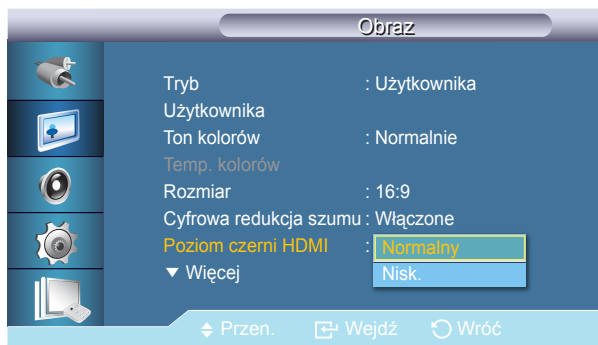 Obraz
Tryb : Użytkownika
Użytkownika
Ton kolorów : Normalnie
Temp. kolorów
Rozmiar : 16:9
Cyfrowa redukcja szumu : Włączone
Poziom czerni HDMI : Normalny
Nisk.
▼ Więcej
Przen. Wejdź Wróć